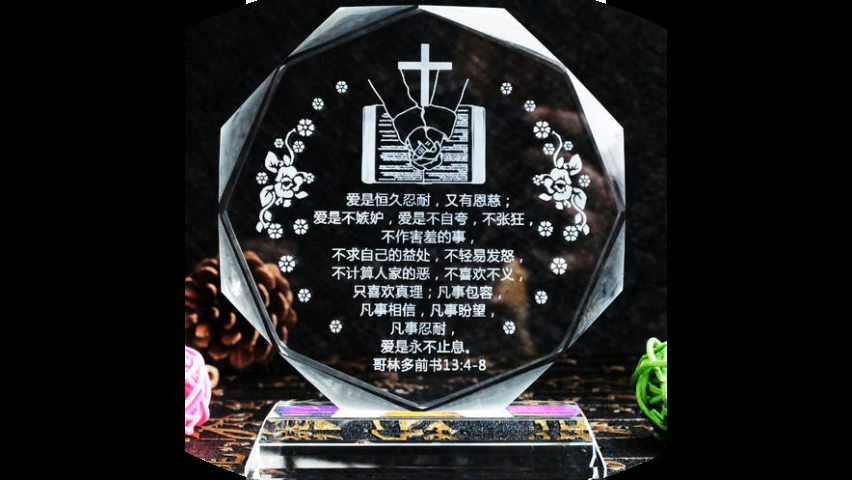 爱是恒久忍耐，又有恩慈；
爱是不嫉妒，爱是不自夸，不张狂，
不作害羞的事，
不求自己的益处，不轻易发怒，
不计算人家的恶，不喜欢不义，
只喜欢真理；凡事包容，
凡事相信，凡事盼望，
凡事忍耐，
爱是永不止息。
哥林多前书13:4-8